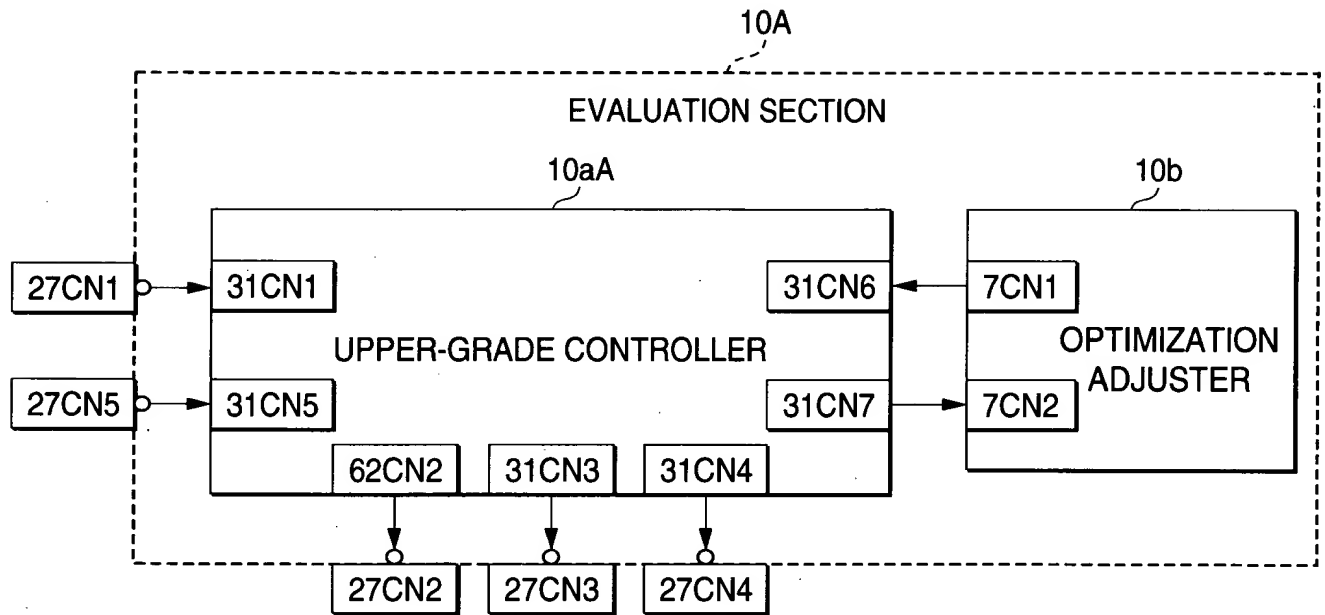 10A
EVALUATION SECTION
10aA
10b
27CN1
31CN1
31CN6
7CN1
UPPER-GRADE CONTROLLER
OPTIMIZATION
ADJUSTER
27CN5
31CN5
31CN7
7CN2
62CN2
31CN3
31CN4
27CN2
27CN3
27CN4